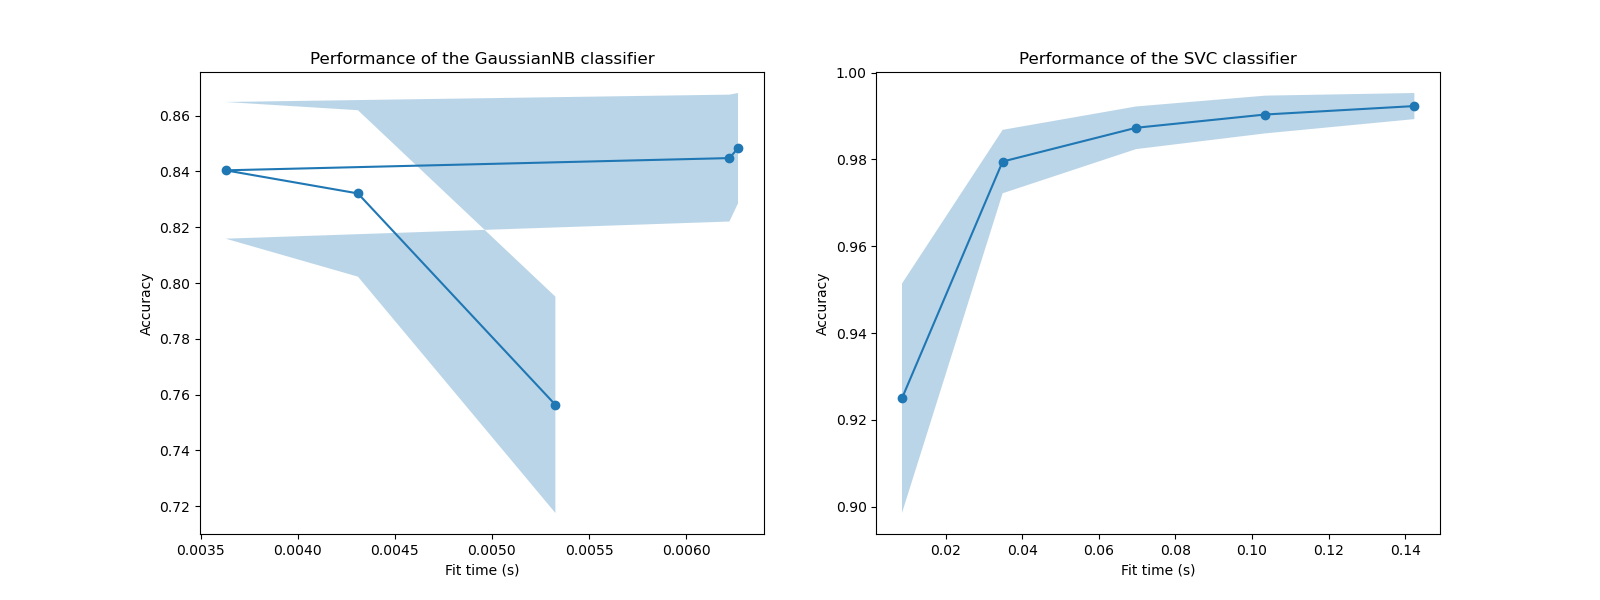 Performance of the GaussianNB classifier
0.86
0.84
0.82
0.80
0.78
0.76
0.74
0.72
Accuracy
0.0035 0.0040 0.0045 0.0050 0.0055 0.0060
Fit time (s)
Performance of the SVC classifier
1.00
0.98
0.96
0.94
0.92
0.90
Accuracy
0.02 0.04 0.06 0.08 0.10 0.12 0.14
Fit time (s)